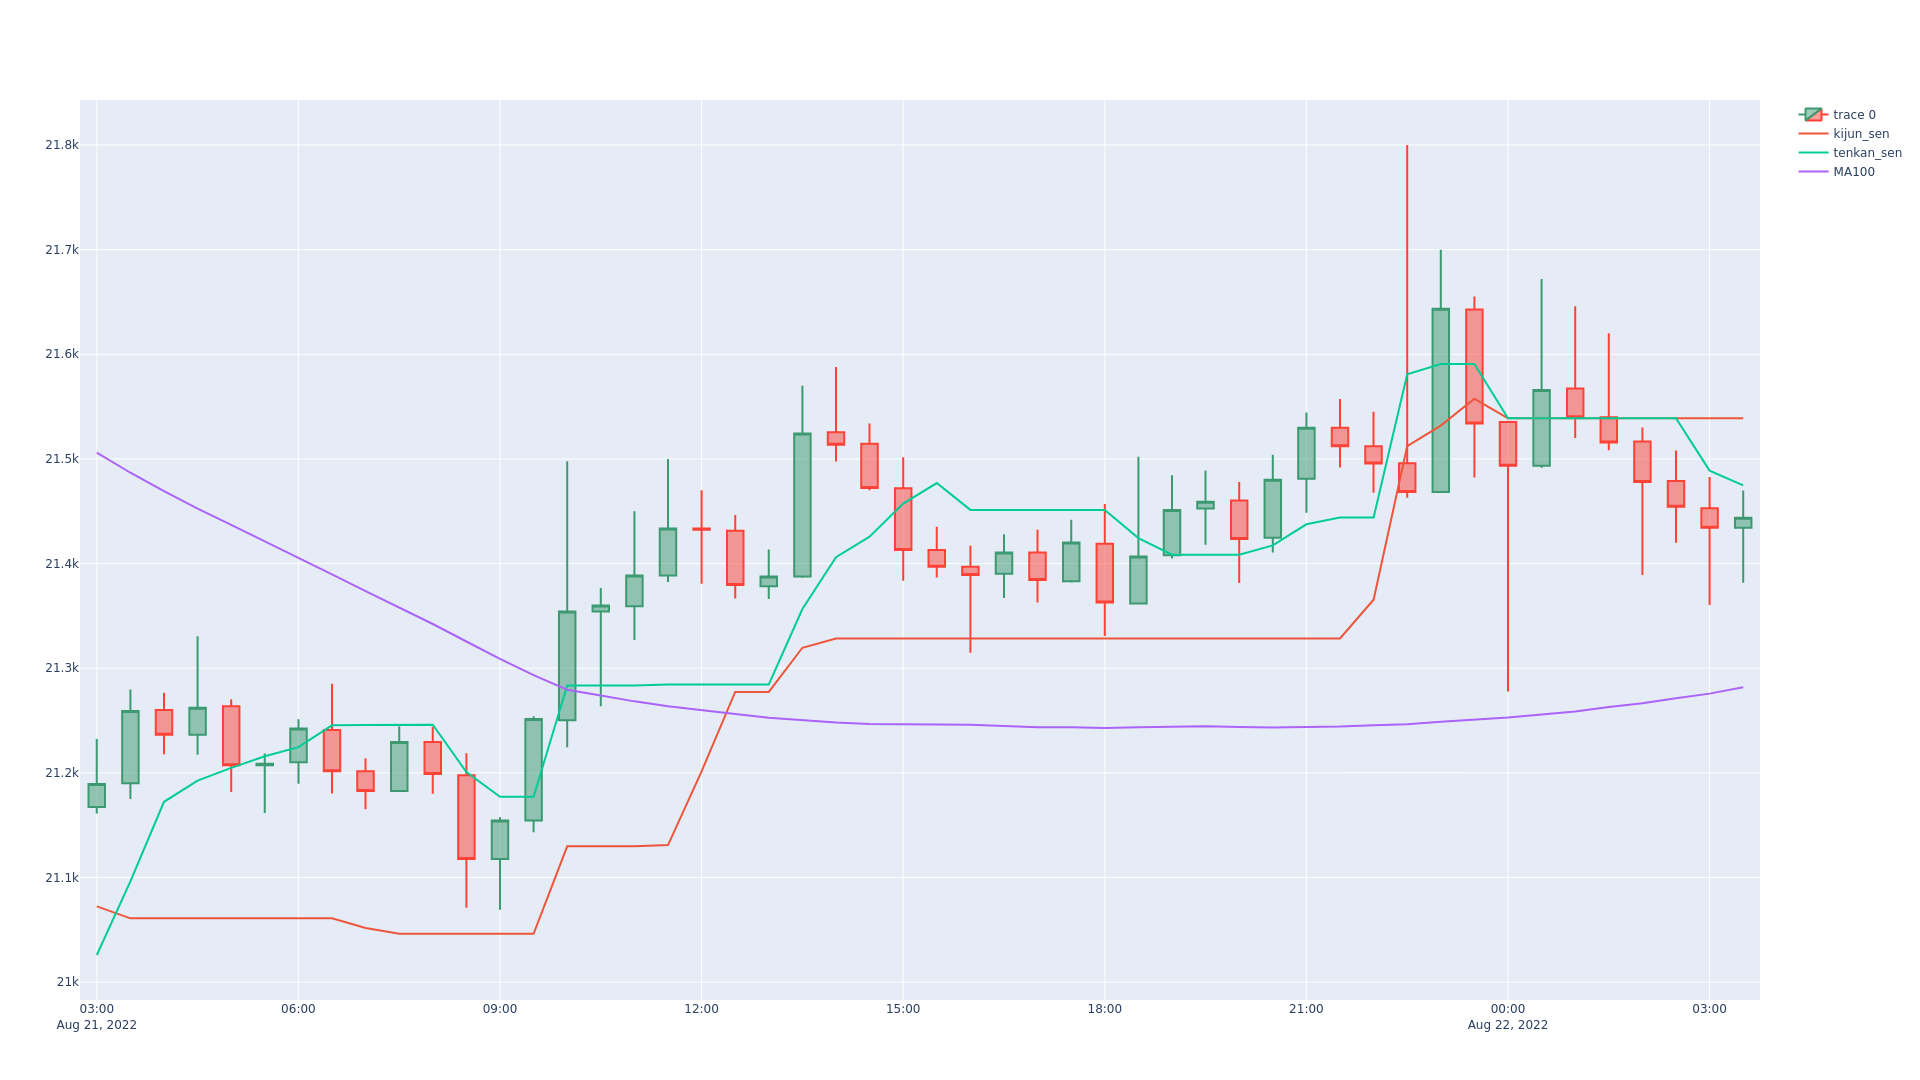 trace 0
kijun_sen
tenkan_sen
MA100
21.8k
21.7k
21.6k
21.5k
21.4k
21.3k
21.2k
21.1k
21k
03:00 06:00 09:00 12:00 15:00 18:00 21:00 00:00 03:00
Aug 21, 2022 Aug 22, 2022